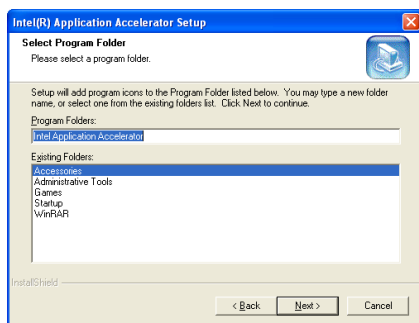 Intel(R) Application Accelerator Setup
Select Program Folder
Please select a program folder.
Setup will add program icons to the Program Folder listed below. You may type a new folder
name, or select one from the existing folders list. Click Next to continue.
Program Folders:
Intel Application Accelerator
Existing Folders:
Accessories
Administrative Tools
Games
Startup
WinRAR
InstallShield
< Back
Next >
Cancel